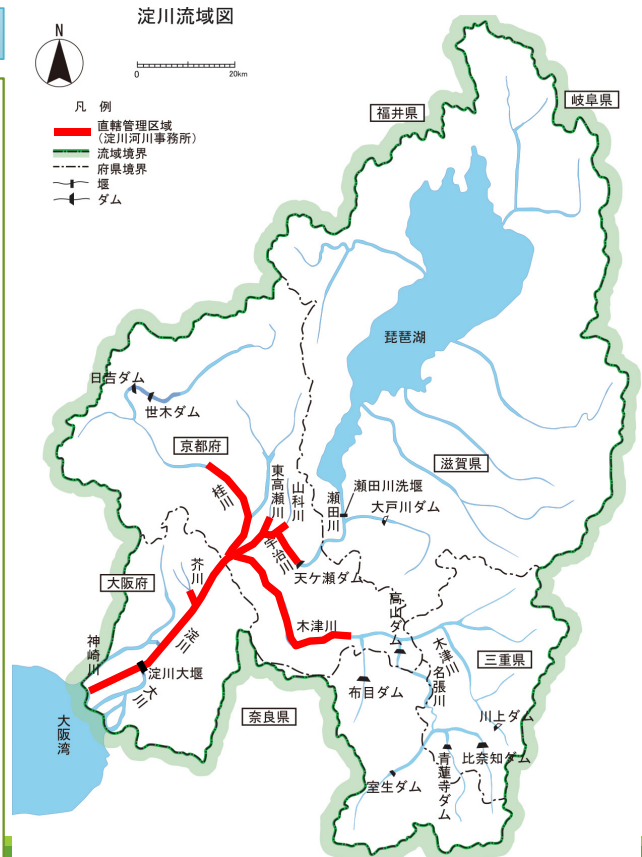 淀川流域図
N
0
20km
凡 例
直轄管理区域
(淀川河川事務所)
流域境界
府県境界
堰
ダム
福井県
岐阜県
琵琶湖
日吉ダム
世木ダム
京都府
滋賀県
桂川
東高瀬川
山科川
宇治川
瀬田川
瀬田川洗堰
大戸川ダム
天ケ瀬ダム
芥川
大阪府
淀川
神崎川
淀川大堰
大川
大阪湾
木津川
高山ダム
木津川
三重県
名張川
布目ダム
奈良県
川上ダム
室生ダム
青蓮寺ダム
比奈知ダム